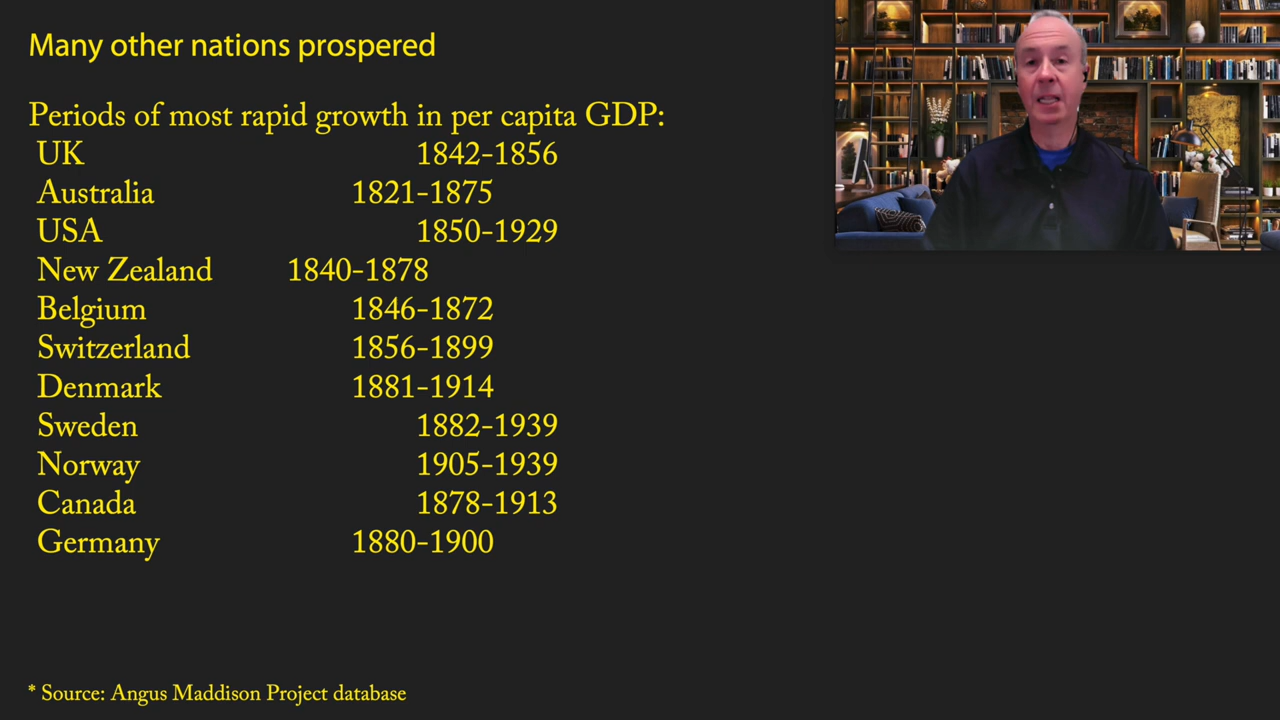 Many other nations prospered
Periods of most rapid growth in per capita GDP:
UK 1842-1856
Australia 1821-1875
USA 1850-1929
New Zealand 1840-1878
Belgium 1846-1872
Switzerland 1856-1899
Denmark 1881-1914
Sweden 1882-1939
Norway 1905-1939
Canada 1878-1913
Germany 1880-1900
* Source: Angus Maddison Project database